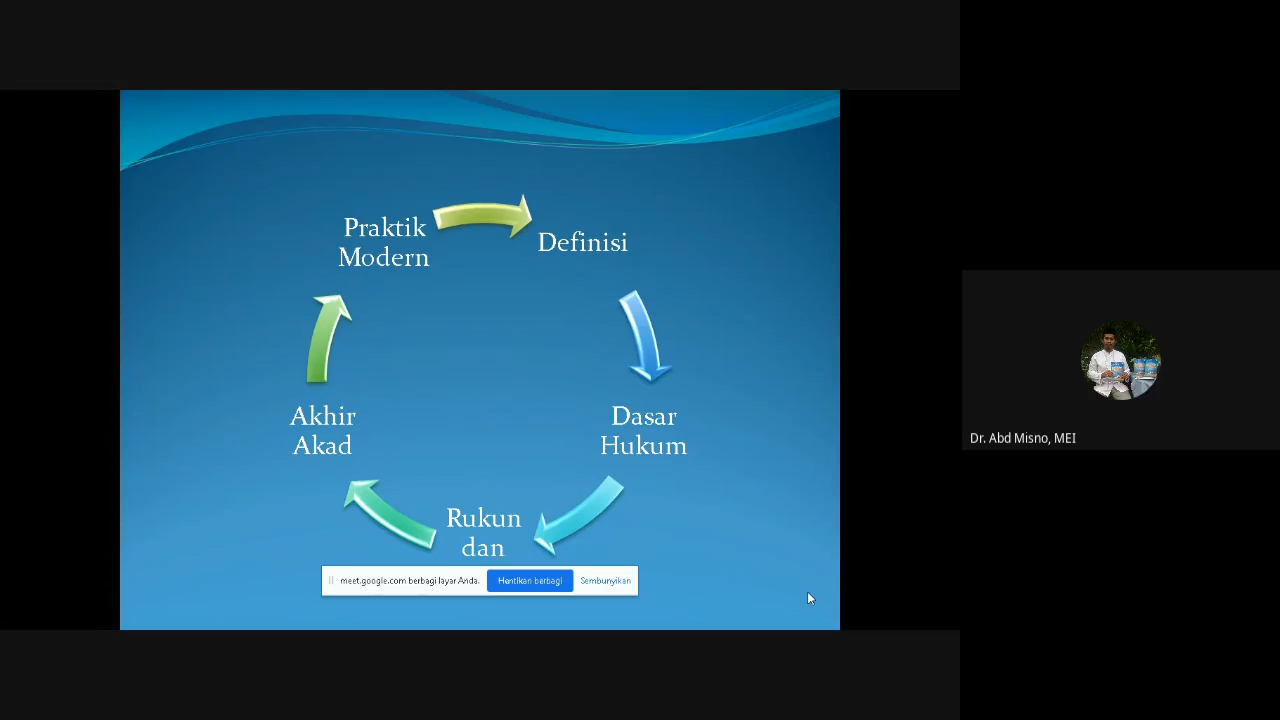 Praktik
Modern
Definisi
Akhir
Akad
Dasar
Hukum
Rukun
dan
meet.google.com berbagi layar Anda.
Hentikan berbagi
Sembunyikan
Dr. Abd Misno, MEI